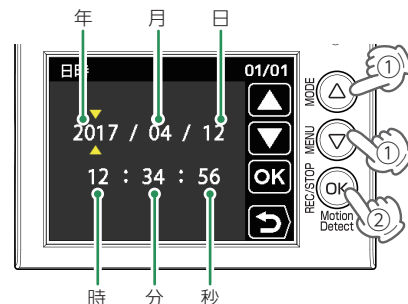 年 月 日
日時 01/01
2017 / 04 / 12
12 : 34 : 56
OK
MODE
MENU
REC/STOP
OK
Motion
Detect
①
①
②
時 分 秒